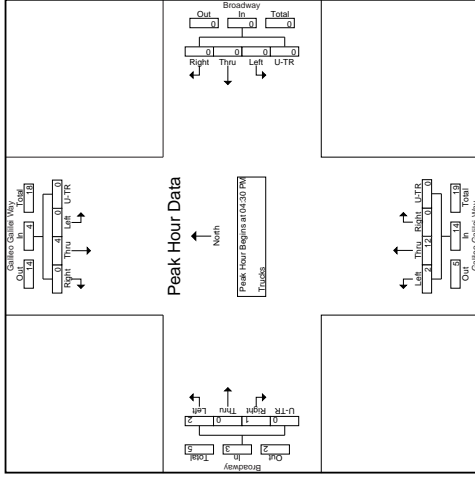 Broadway
Out In Total
0 0 0
0 0 0 0
Right Thru Left U-TR
Galileo Galilei Way
Out In Total
14 4 18
0 4 0 0
Right Thru Left U-TR
Peak Hour Data
North
Peak Hour Begins at 04:30 PM
Trucks
Left Thru Right U-TR
2 12 0 0
5 14 19
Out In Total
Galileo Galilei Way
Left Thru Right U-TR
2 0 1 0
5 3 2
Total In Out
Broadway